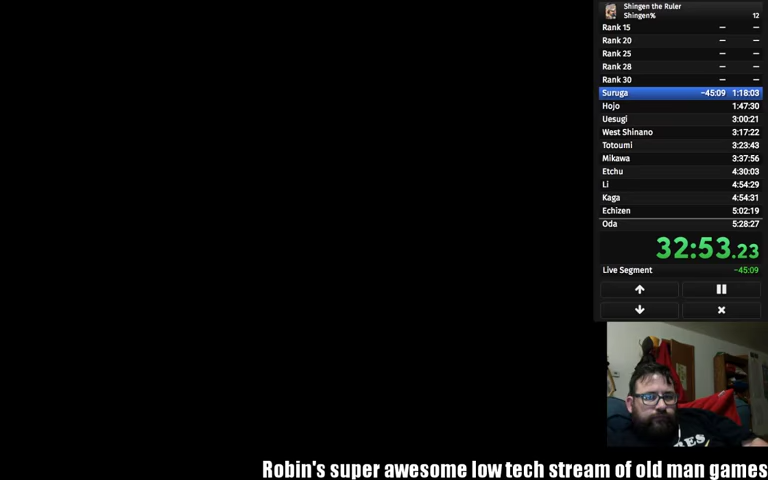 Shingen the Ruler
Shingen% 12
Rank 15 — —
Rank 20 — —
Rank 25 — —
Rank 28 — —
Rank 30 — —
Suruga −45:09 1:18:03
Hojo 1:47:30
Uesugi 3:00:21
West Shinano 3:17:22
Totoumi 3:23:43
Mikawa 3:37:56
Etchu 4:30:03
Li 4:54:29
Kaga 4:54:31
Echizen 5:02:19
Oda 5:28:27
32:53.23
Live Segment −45:09
Robin's super awesome low tech stream of old man games